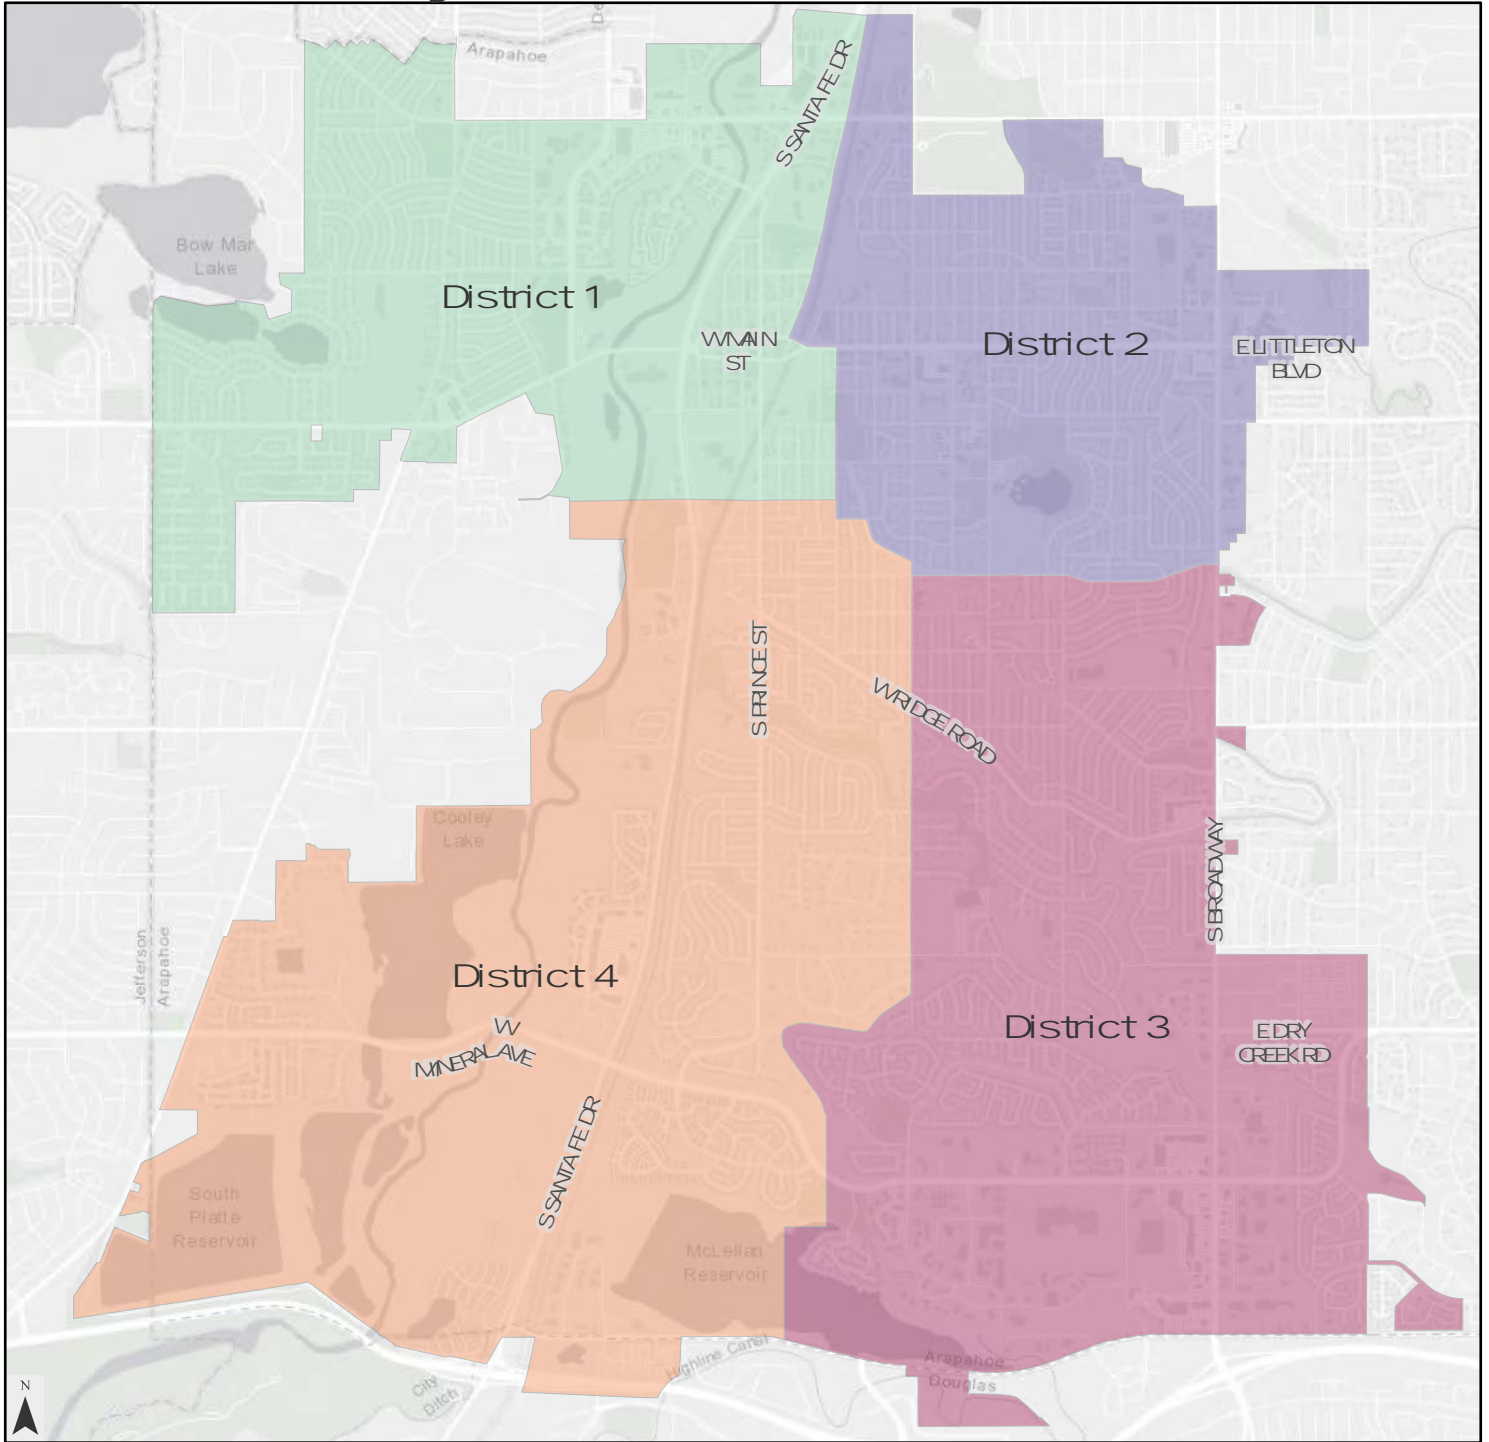 De
Arapahoe
S SANTA FE DR
Bow Mar
Lake
District 1
W MAIN
ST
District 2
E LITTLETON
BLVD
S PRINCE ST
W RIDGE ROAD
Cooley
Lake
S BROADWAY
Jefferson
Arapahoe
District 4
W
MINERAL AVE
District 3
E DRY
CREEK RD
S SANTA FE DR
South
Platte
Reservoir
McLellan
Reservoir
Highline Canal
Arapahoe
Douglas
City
Ditch
N